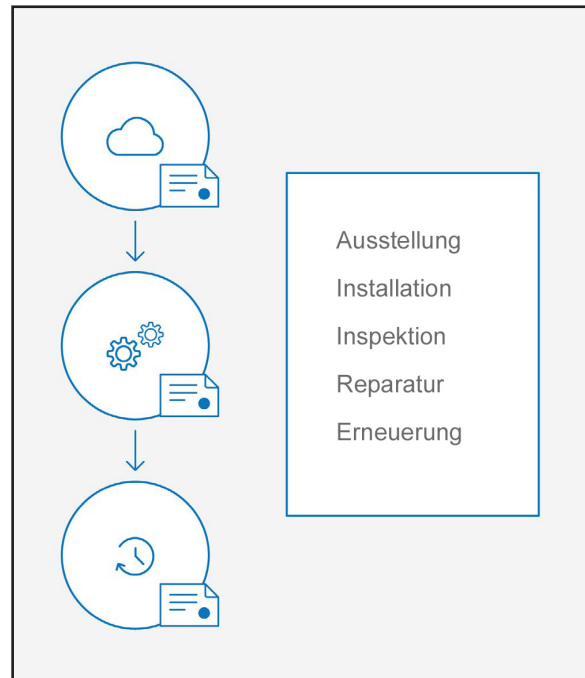 Ausstellung
Installation
Inspektion
Reparatur
Erneuerung